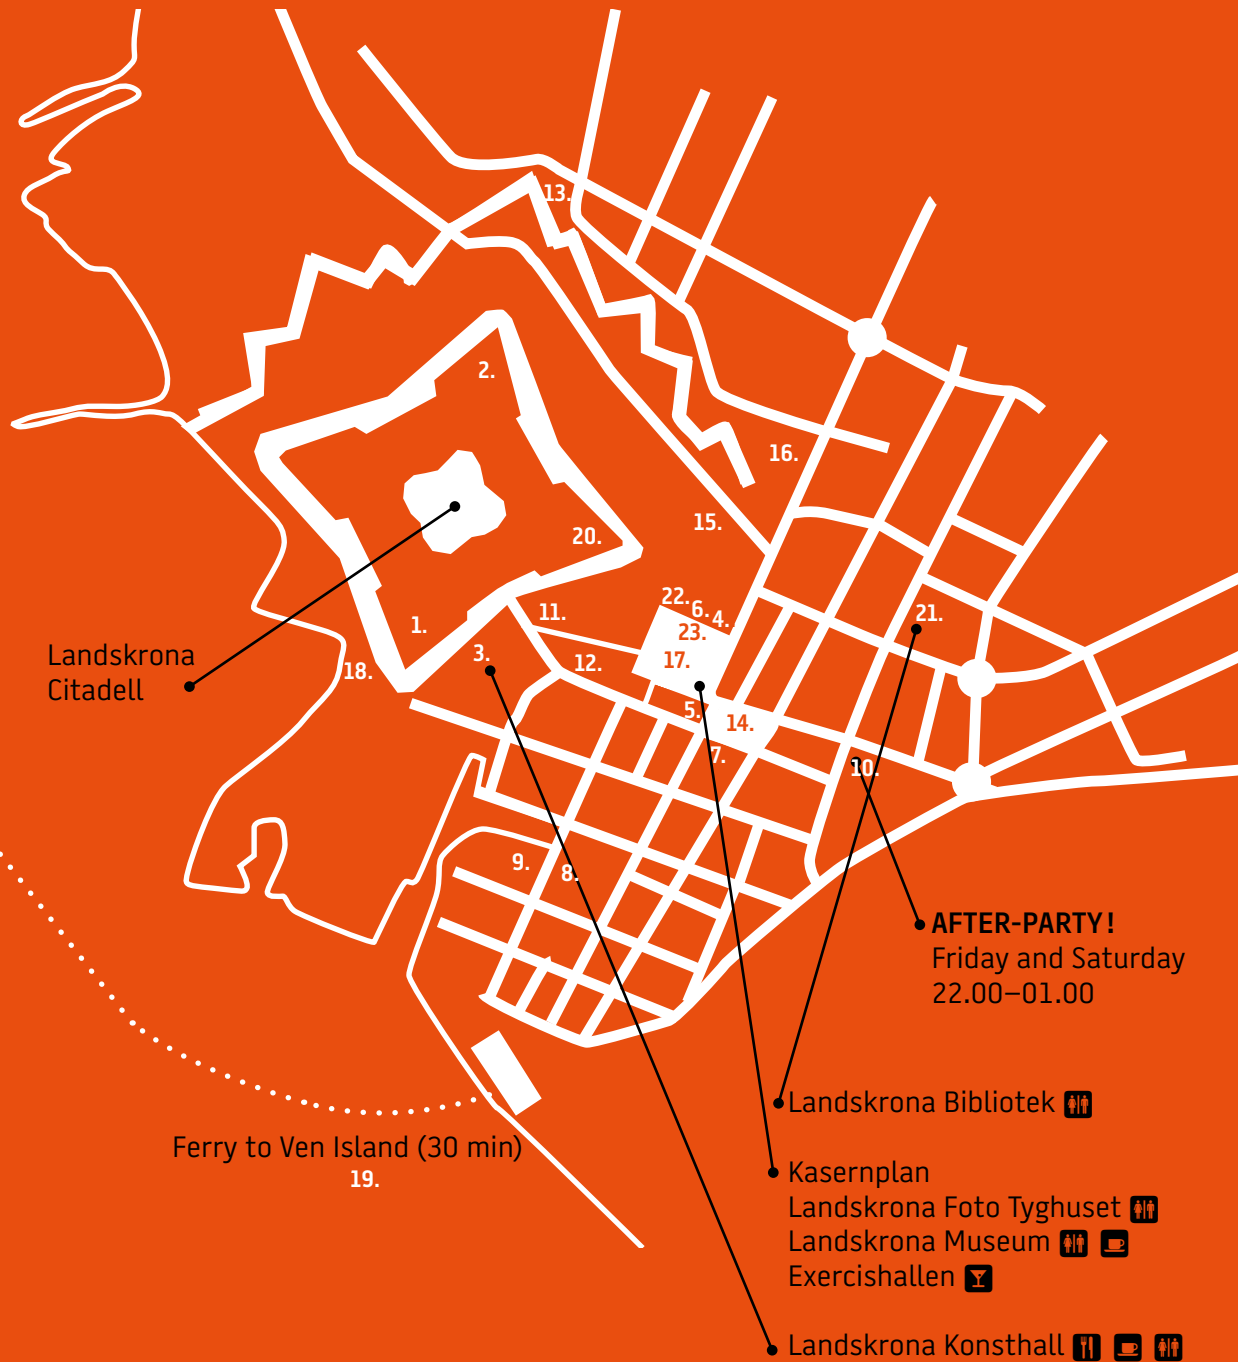 13.
2.
16.
15.
20.
22.
6.
4.
11.
21.
1.
23.
3.
12.
17.
18.
Landskrona
Citadell
5.
14.
7.
10.
9.
8.
AFTER-PARTY!
Friday and Saturday
22.00–01.00
Landskrona Bibliotek
Ferry to Ven Island (30 min)
19.
Kasernplan
Landskrona Foto Tyghuset
Landskrona Museum
Exercishallen
Landskrona Konsthall